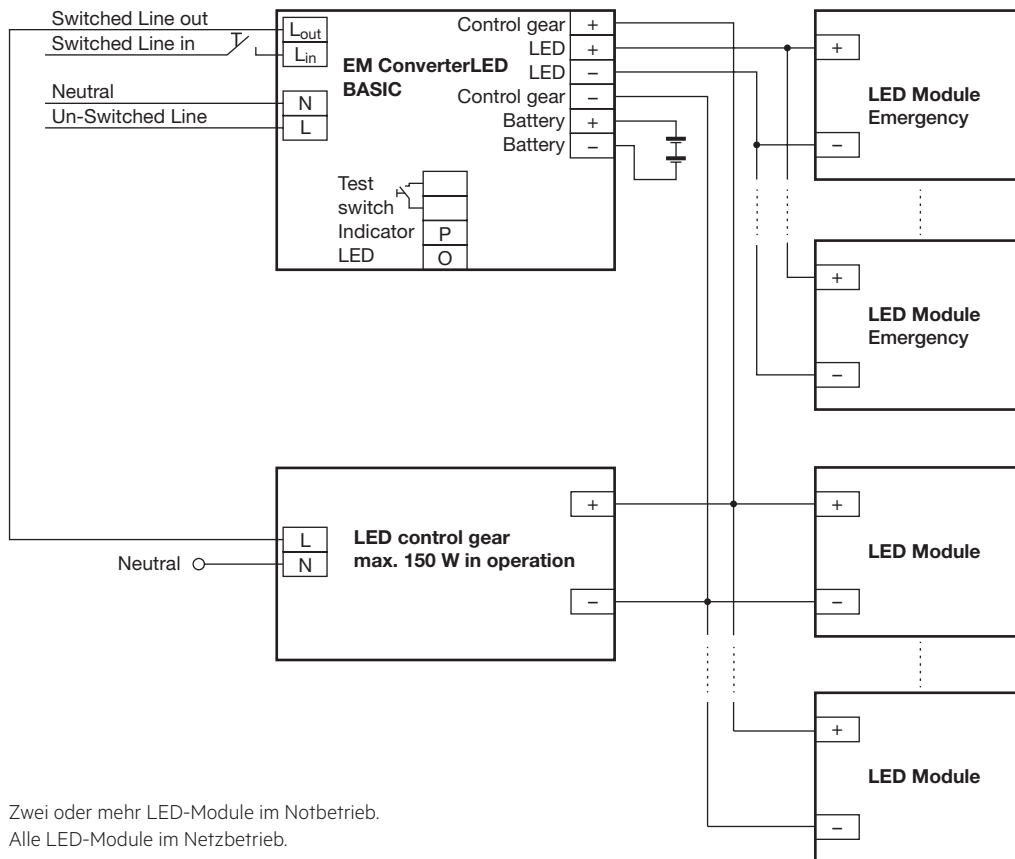 Switched Line out
Switched Line in
Neutral
Un-Switched Line
Lout
Lin
N
L
EM ConverterLED
BASIC
Control gear +
LED +
LED –
Control gear –
Battery +
Battery –
Test
switch
Indicator P
LED O
+
LED Module
Emergency
–
+
LED Module
Emergency
–
L
Neutral N
LED control gear
max. 150 W in operation
+
–
+
LED Module
–
+
LED Module
–
Zwei oder mehr LED-Module im Notbetrieb.
Alle LED-Module im Netzbetrieb.